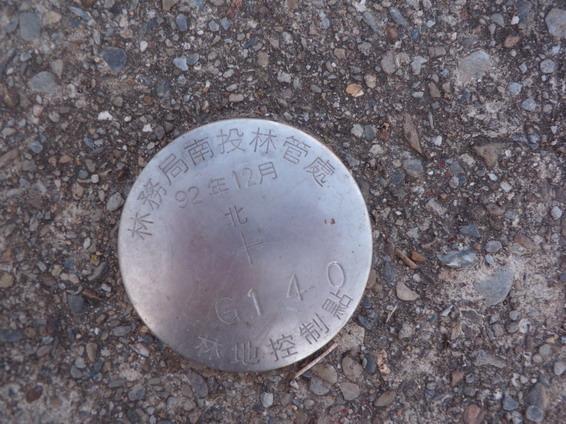 林務局南投林管處
92年12月
北
G140
林地控制點